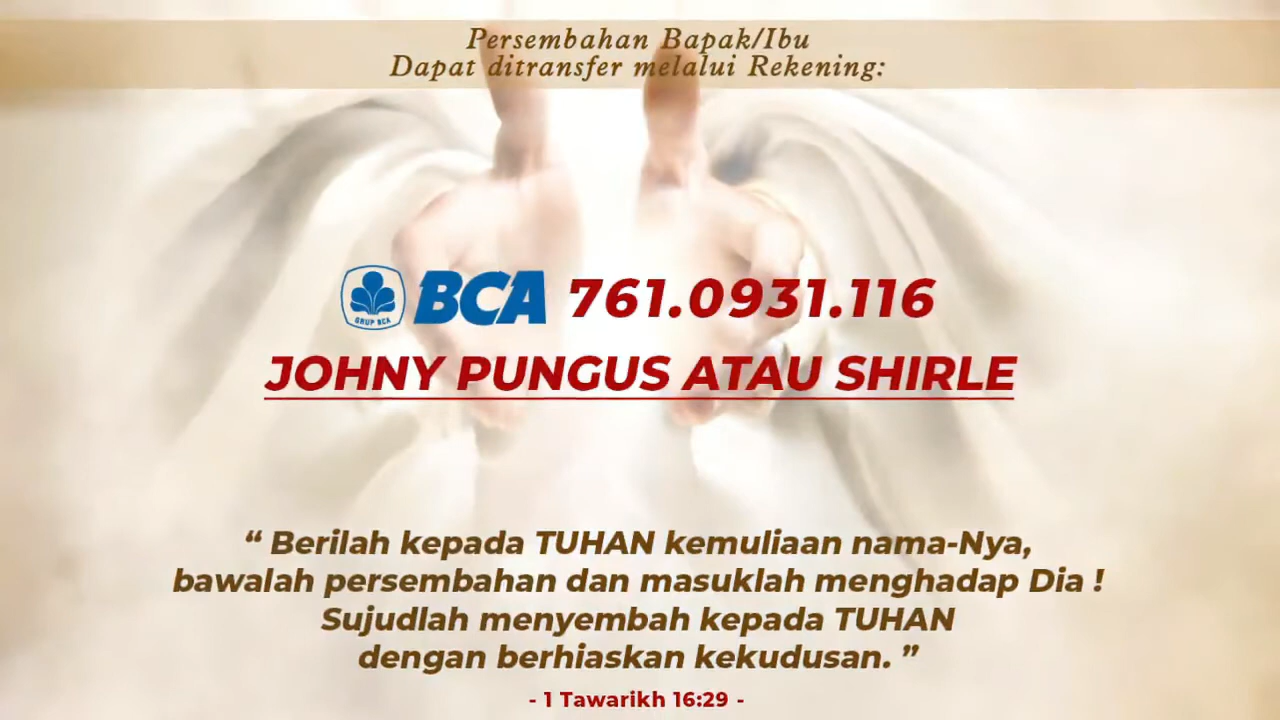 Persembahan Bapak/Ibu
Dapat ditransfer melalui Rekening:
GRUP BCA
BCA 761.0931.116
JOHNY PUNGUS ATAU SHIRLE
“ Berilah kepada TUHAN kemuliaan nama-Nya,
bawalah persembahan dan masuklah menghadap Dia !
Sujudlah menyembah kepada TUHAN
dengan berhiaskan kekudusan. ”
- 1 Tawarikh 16:29 -